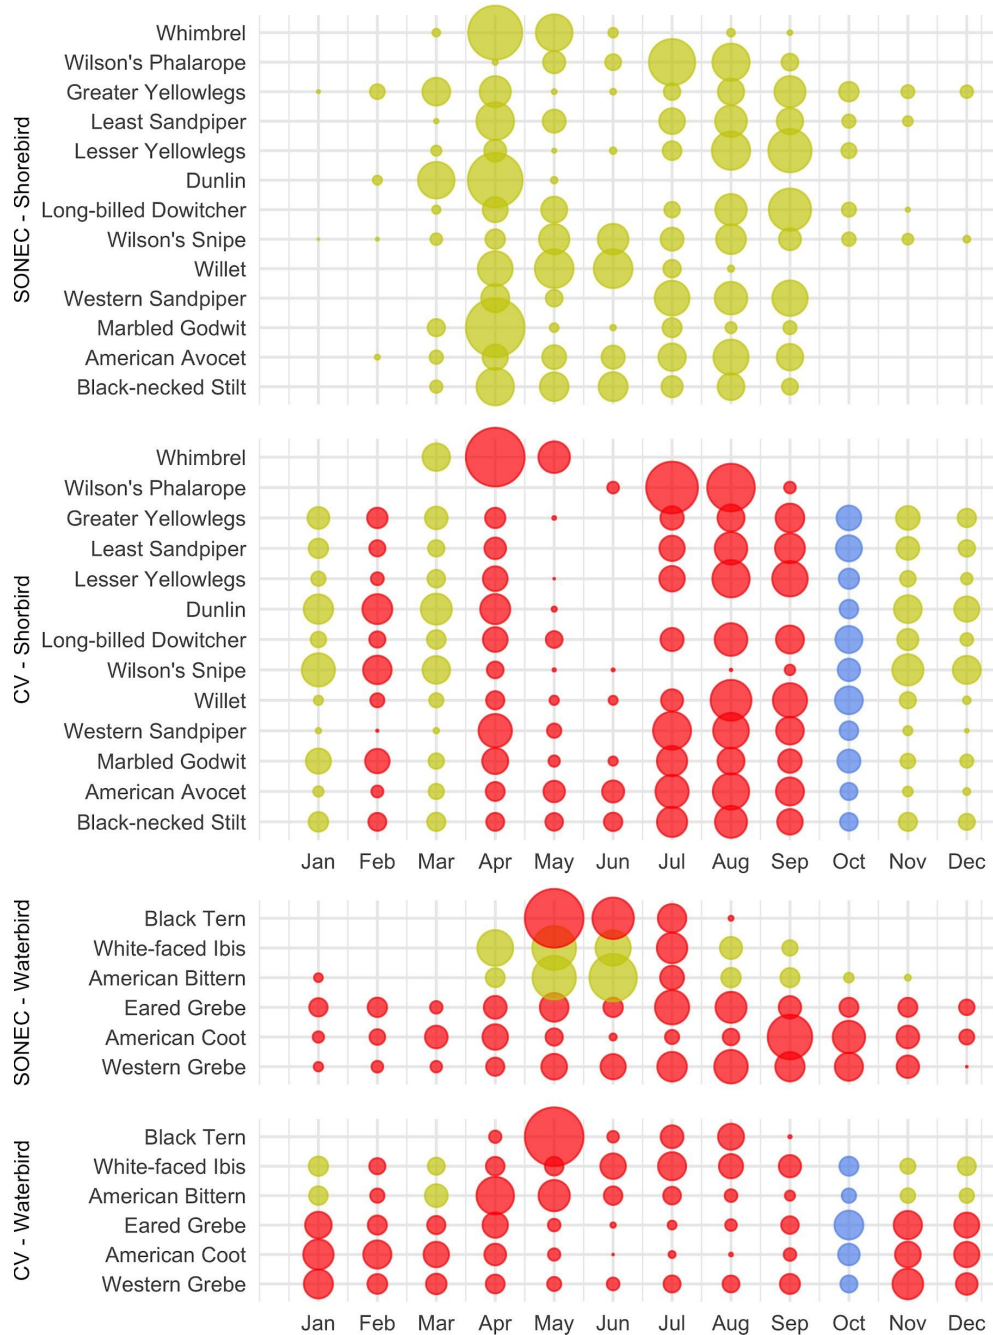 SONEC - Shorebird
Whimbrel
Wilson's Phalarope
Greater Yellowlegs
Least Sandpiper
Lesser Yellowlegs
Dunlin
Long-billed Dowitcher
Wilson's Snipe
Willet
Western Sandpiper
Marbled Godwit
American Avocet
Black-necked Stilt
CV - Shorbird
Whimbrel
Wilson's Phalarope
Greater Yellowlegs
Least Sandpiper
Lesser Yellowlegs
Dunlin
Long-billed Dowitcher
Wilson's Snipe
Willet
Western Sandpiper
Marbled Godwit
American Avocet
Black-necked Stilt
Jan Feb Mar Apr May Jun Jul Aug Sep Oct Nov Dec
SONEC - Waterbird
Black Tern
White-faced Ibis
American Bittern
Eared Grebe
American Coot
Western Grebe
CV - Waterbird
Black Tern
White-faced Ibis
American Bittern
Eared Grebe
American Coot
Western Grebe
Jan Feb Mar Apr May Jun Jul Aug Sep Oct Nov Dec